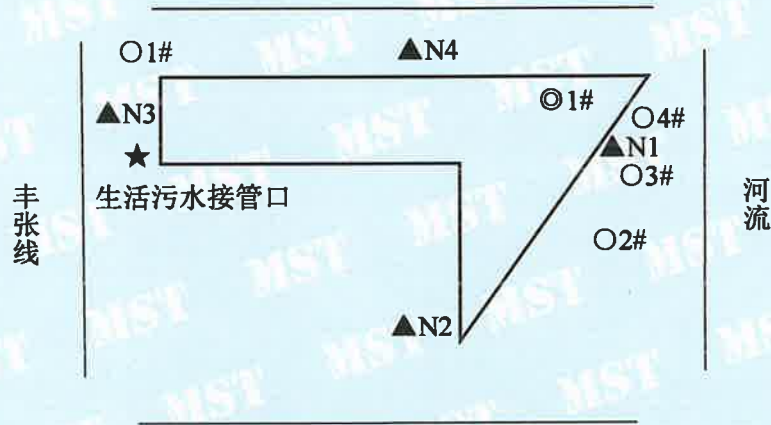 ○1#
▲N4
◎1#
▲N3
○4#
▲N1
★
○3#
生活污水接管口
丰张线
河流
○2#
▲N2
MST